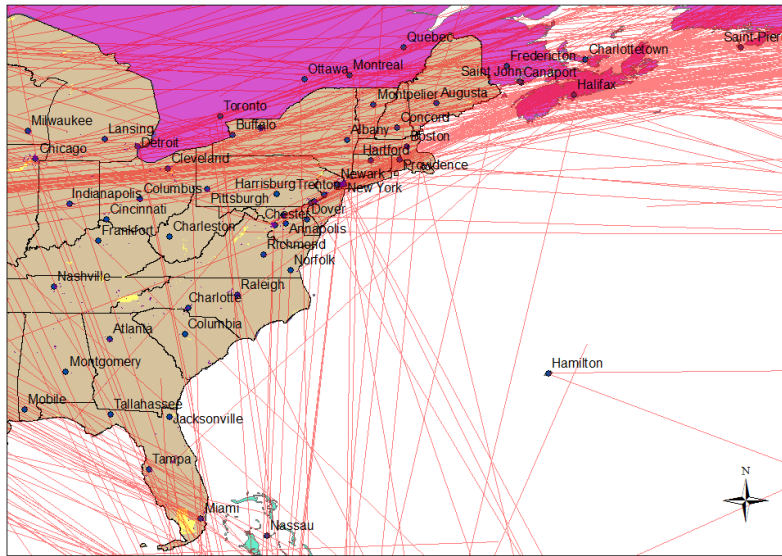 Quebec
Saint-Pier
Fredericton
Charlottetown
Ottawa
Montreal
Saint John
Canaport
Halifax
Montpelier
Augusta
Toronto
Buffalo
Milwaukee
Lansing
Albany
Concord
Boston
Detroit
Chicago
Cleveland
Hartford
Providence
Newark
Indianapolis
Columbus
Harrisburg
Trenton
New York
Pittsburgh
Cincinnati
Chester
Dover
Frankfort
Charleston
Annapolis
Richmond
Norfolk
Nashville
Raleigh
Charlotte
Atlanta
Columbia
Hamilton
Montgomery
Mobile
Tallahassee
Jacksonville
Tampa
N
Miami
Nassau